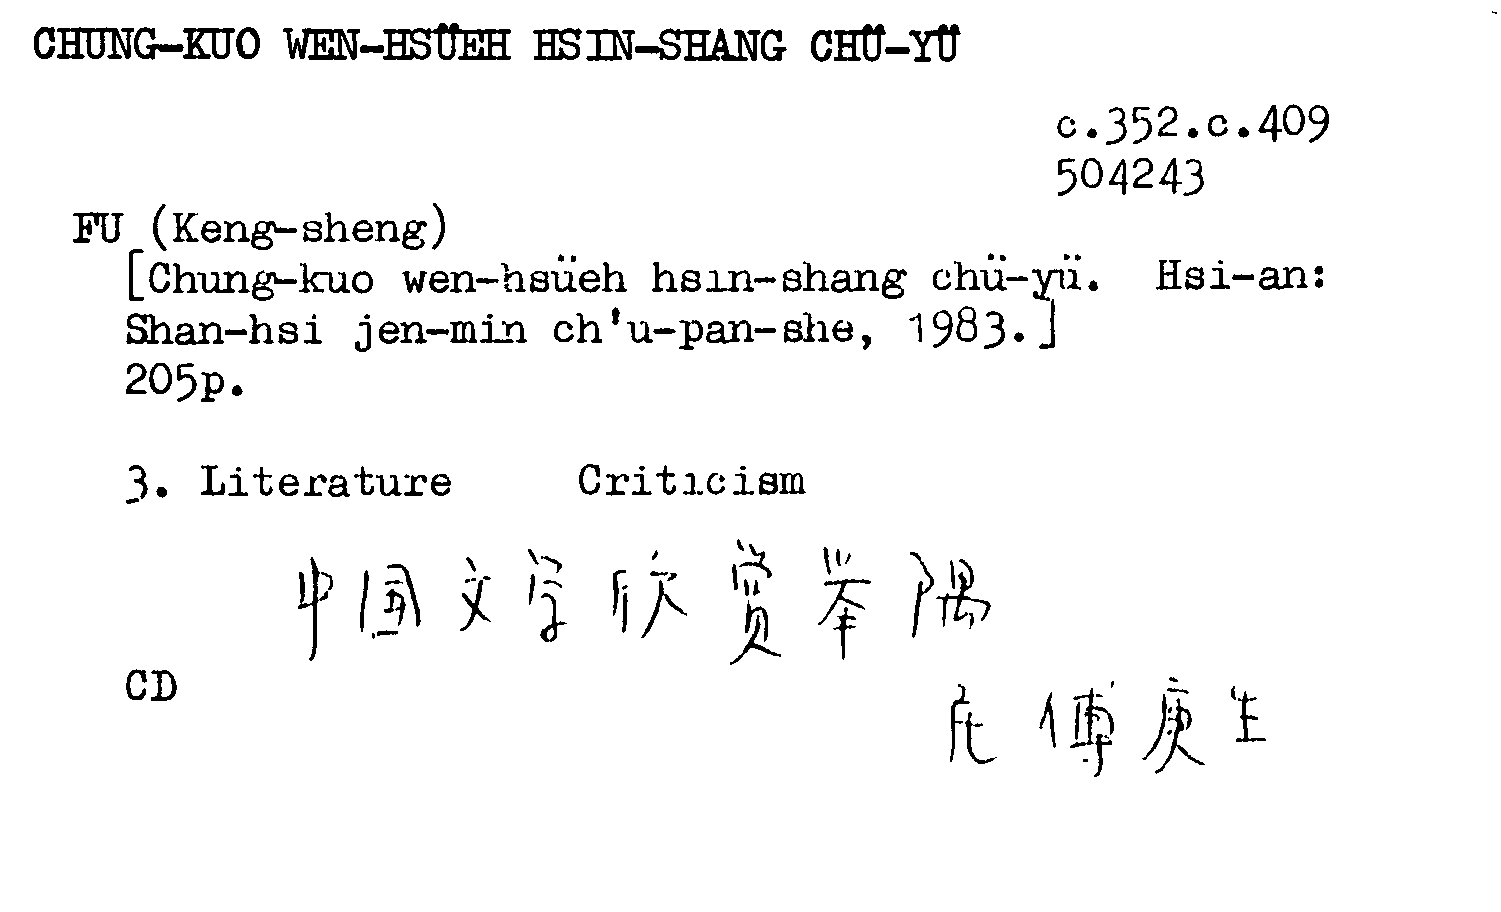 CHUNG-KUO WEN-HSÜEH HSIN-SHANG CHÜ-YÜ
c.352.c.409
504243
FU (Keng-sheng)
[Chung-kuo wen-hsüeh hsin-shang chü-yü. Hsi-an:
Shan-hsi jen-min ch'u-pan-she, 1983.]
205p.
3. Literature Criticism
中国文学欣赏举隅
CD
傅庚生